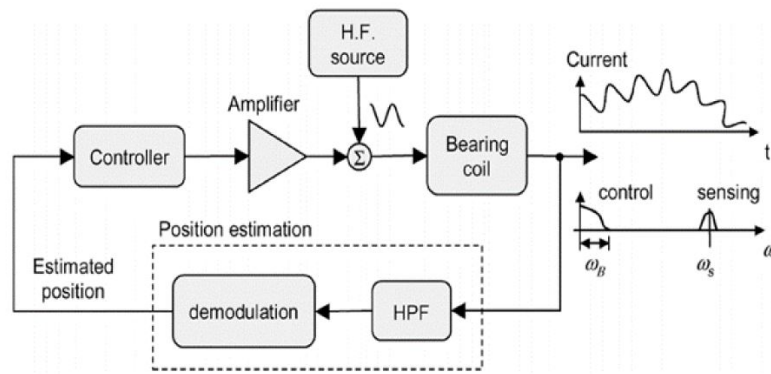 H.F.
source
Current
Amplifier
Controller
Σ
Bearing
coil
t
control
sensing
Position estimation
ω_B
ω_s
ω
Estimated
position
demodulation
HPF